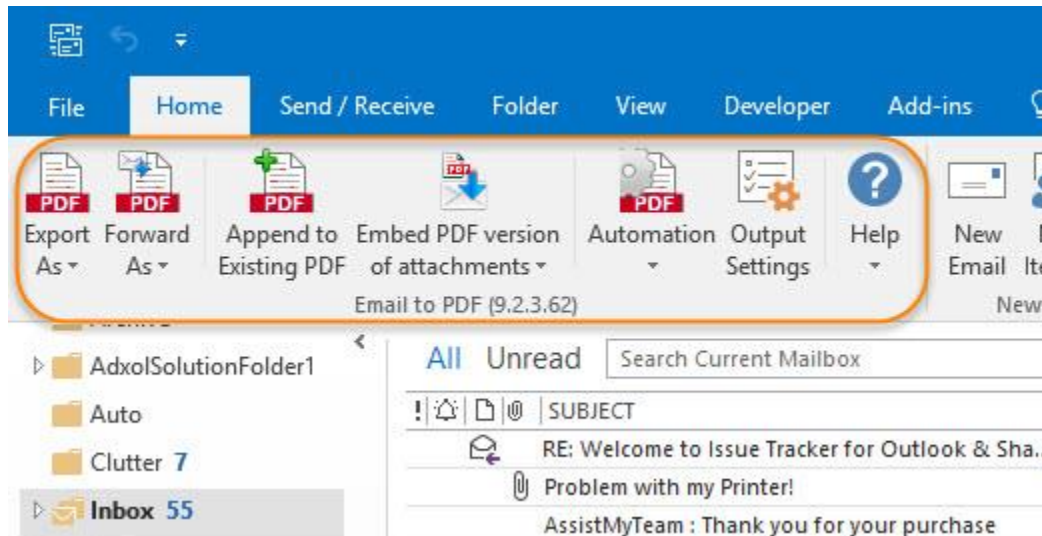 File Home Send / Receive Folder View Developer Add-ins
PDF PDF PDF PDF PDF
Export Forward Append to Embed PDF version Automation Output Help New
As As Existing PDF of attachments Settings Email
Email to PDF (9.2.3.62) New
AdxolSolutionFolder1
All Unread Search Current Mailbox
Auto
! SUBJECT
RE: Welcome to Issue Tracker for Outlook & Sha...
Clutter 7
Problem with my Printer!
Inbox 55
AssistMyTeam : Thank you for your purchase